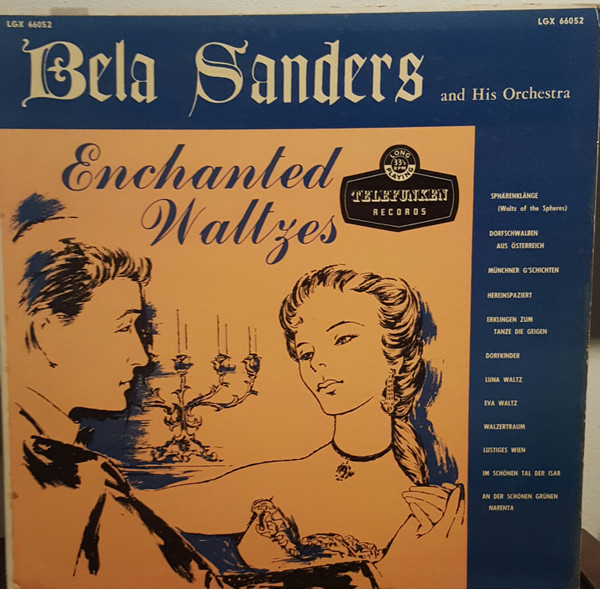 LGX 66052
LGX 66052
Bela Sanders and His Orchestra
Enchanted
Waltzes
LONG
33⅓
RPM
PLAYING
TELEFUNKEN
RECORDS
SPHÄRENKLÄNGE
(Waltz of the Spheres)
DORFSCHWALBEN
AUS ÖSTERREICH
MÜNCHNER G'SCHICHTEN
HEREINSPAZIERT
ERKLINGEN ZUM
TANZE DIE GEIGEN
DORFKINDER
LUNA WALTZ
EVA WALTZ
WALZERTRAUM
LUSTIGES WIEN
IM SCHÖNEN TAL DER ISAR
AN DER SCHÖNEN GRÜNEN
NARENTA